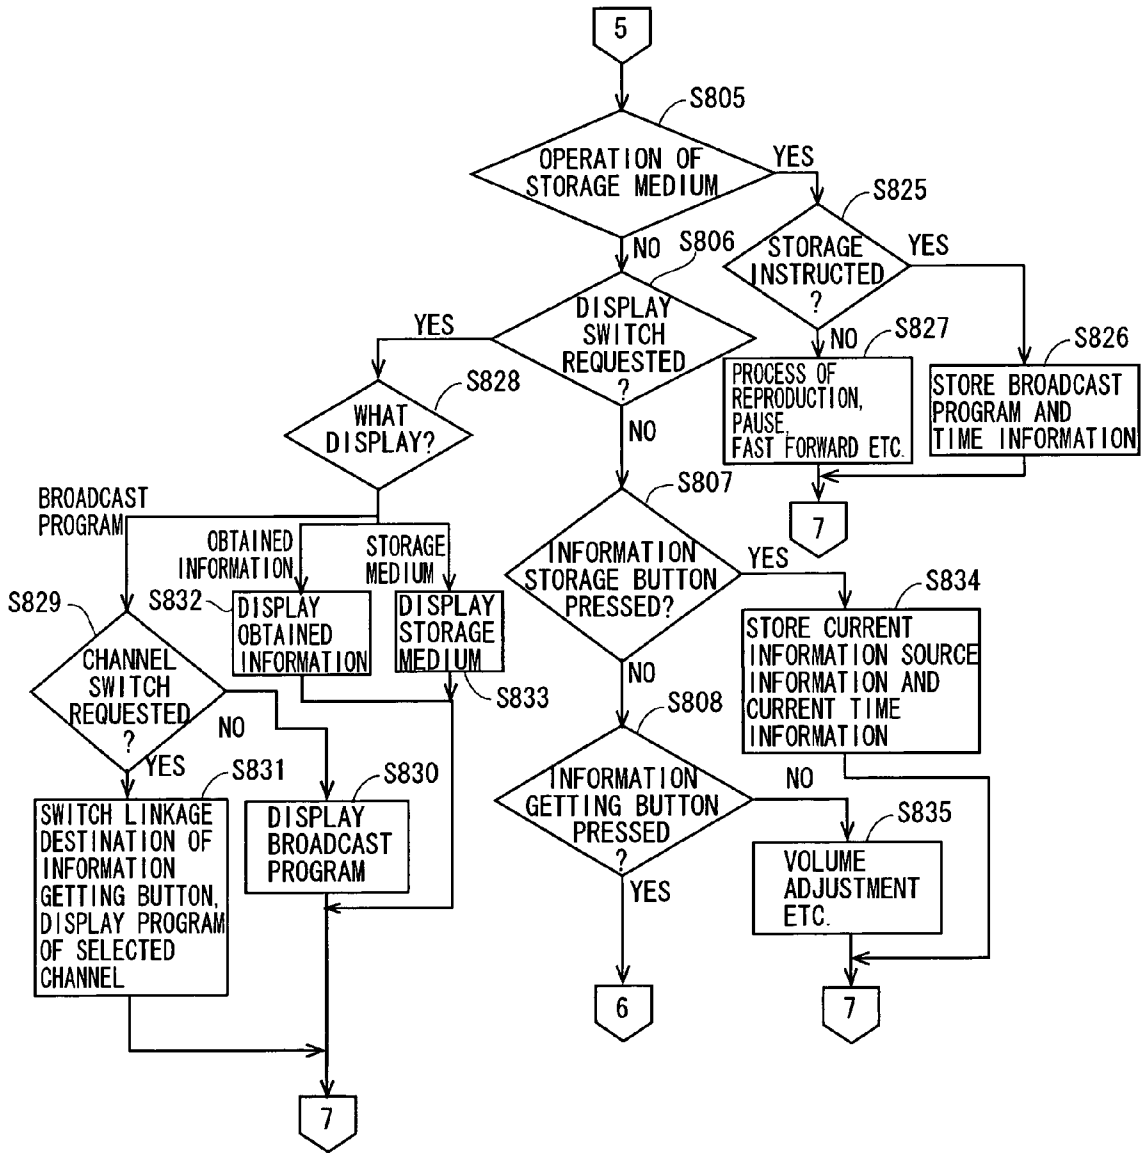 5
S805
OPERATION OF
STORAGE MEDIUM
YES
NO
S825
STORAGE
INSTRUCTED
?
YES
NO
S806
DISPLAY
SWITCH
REQUESTED
?
YES
NO
S827
PROCESS OF
REPRODUCTION,
PAUSE,
FAST FORWARD ETC.
S826
STORE BROADCAST
PROGRAM AND
TIME INFORMATION
7
S828
WHAT
DISPLAY?
BROADCAST
PROGRAM
OBTAINED
INFORMATION
STORAGE
MEDIUM
S807
INFORMATION
STORAGE BUTTON
PRESSED?
YES
NO
S829
CHANNEL
SWITCH
REQUESTED
?
NO
YES
S832
DISPLAY
OBTAINED
INFORMATION
DISPLAY
STORAGE
MEDIUM
S833
S834
STORE CURRENT
INFORMATION SOURCE
INFORMATION AND
CURRENT TIME
INFORMATION
S808
INFORMATION
GETTING BUTTON
PRESSED
?
NO
YES
S831
SWITCH LINKAGE
DESTINATION OF
INFORMATION
GETTING BUTTON,
DISPLAY PROGRAM
OF SELECTED
CHANNEL
S830
DISPLAY
BROADCAST
PROGRAM
S835
VOLUME
ADJUSTMENT
ETC.
6
7
7